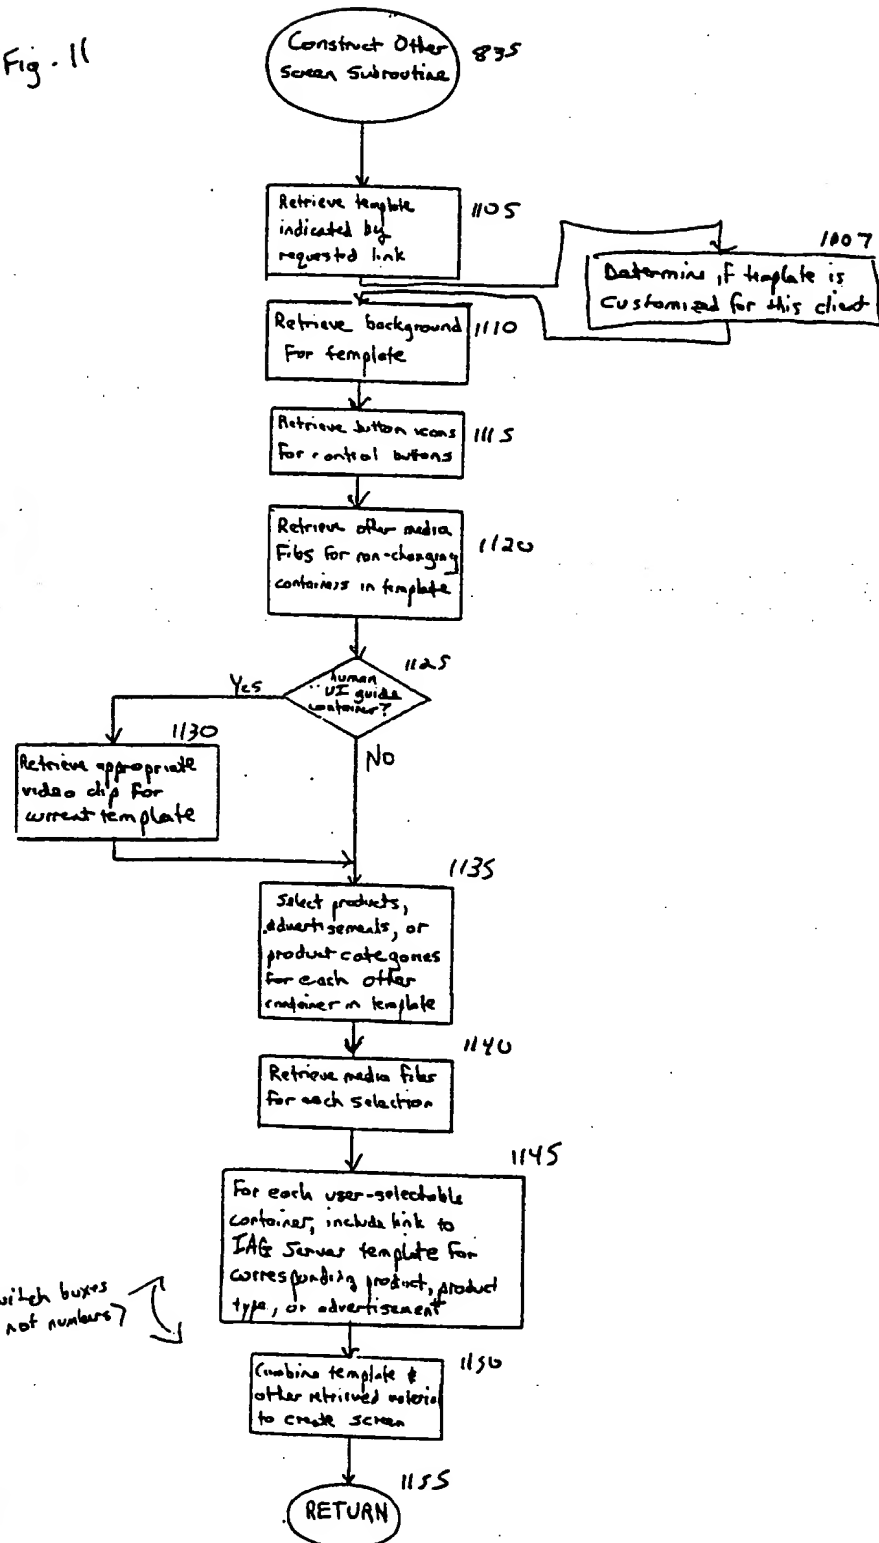 Fig. 11
Construct Other
Screen Subroutine
835
Retrieve template
indicated by
requested link
1105
1107
Determine if template is
customized for this client
Retrieve background
for template
1110
Retrieve button icons
for control buttons
1115
Retrieve other media
files for non-changing
containers in template
1120
1125
human
UI guide
container?
Yes
NO
1130
Retrieve appropriate
video clip for
current template
1135
Select products,
advertisements, or
product categories
for each other
container in template
1140
Retrieve media files
for each selection
1145
For each user-selectable
container, include link to
IAG Server template for
corresponding product, product
type, or advertisement
boxes
not numbers)
1150
Combine template &
other retrieved material
to create screen
1155
RETURN